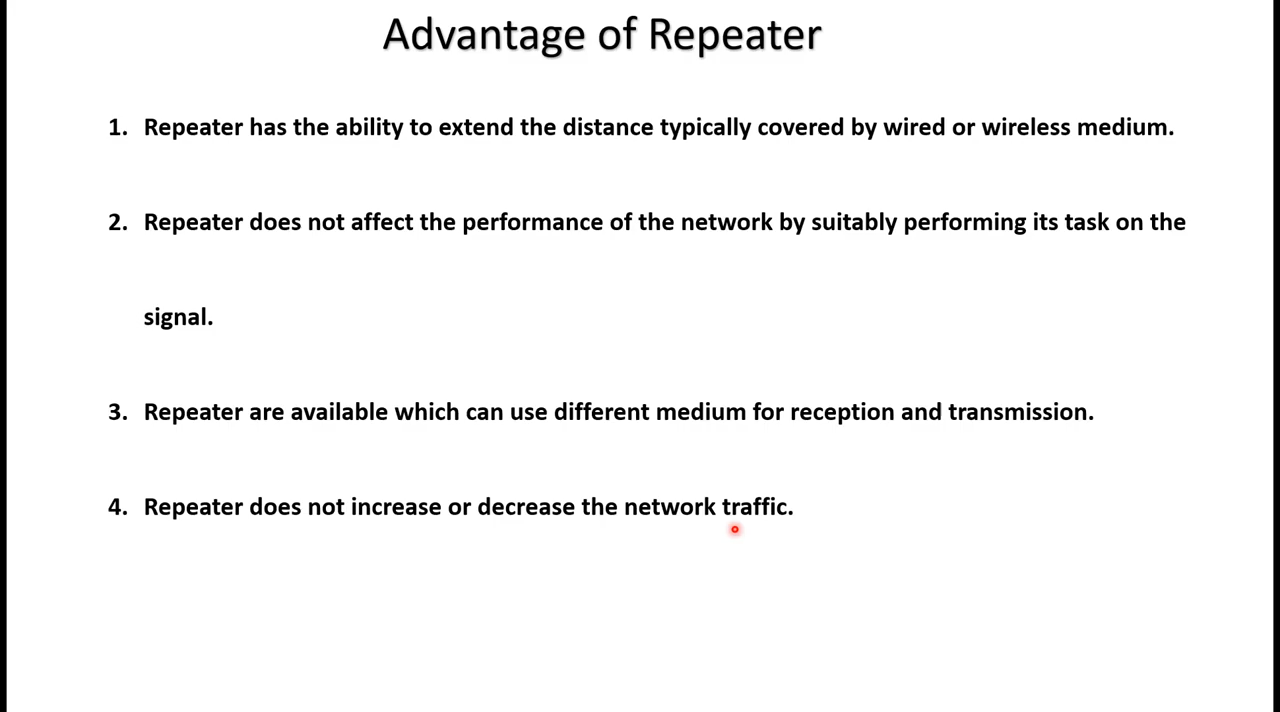 Advantage of Repeater
1. Repeater has the ability to extend the distance typically covered by wired or wireless medium.
2. Repeater does not affect the performance of the network by suitably performing its task on the
signal.
3. Repeater are available which can use different medium for reception and transmission.
4. Repeater does not increase or decrease the network traffic.